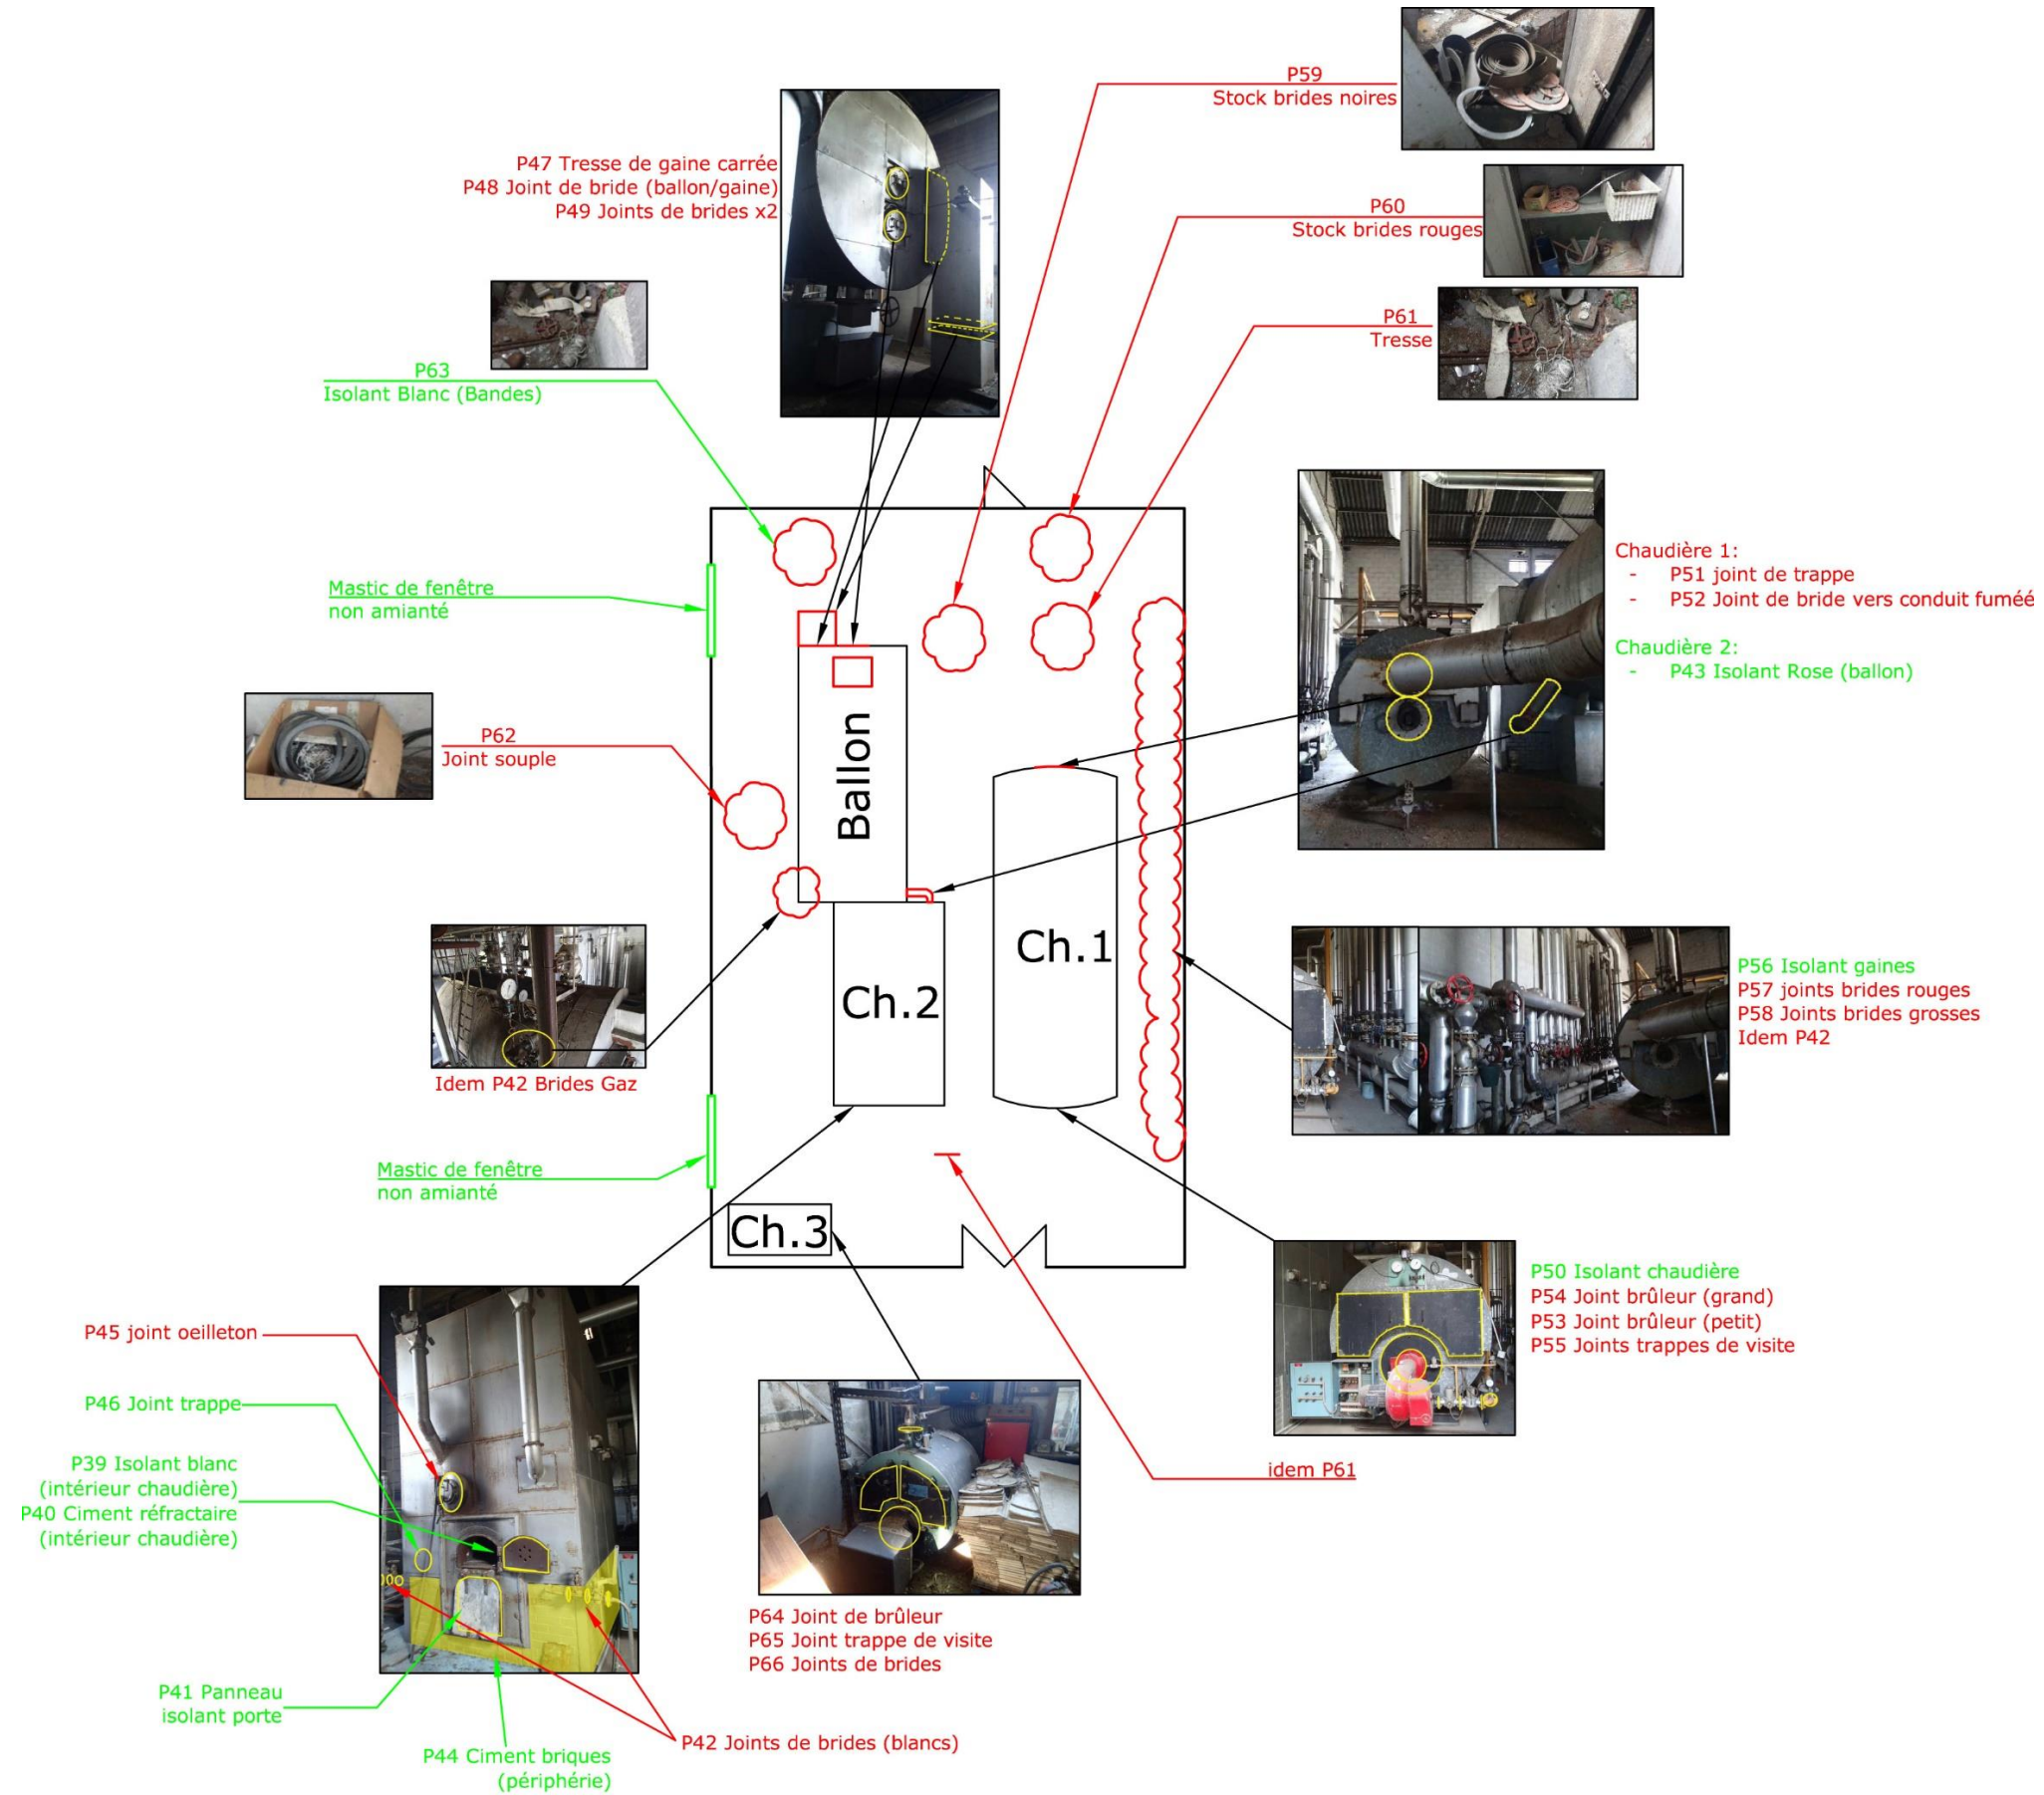 P59
Stock brides noires
P47 Tresse de gaine carrée
P48 Joint de bride (ballon/gaine)
P49 Joints de brides x2
P60
Stock brides rouges
P61
Tresse
P63
Isolant Blanc (Bandes)
Mastic de fenêtre
non amianté
Chaudière 1:
- P51 joint de trappe
- P52 Joint de bride vers conduit fuméé
Chaudière 2:
- P43 Isolant Rose (ballon)
P62
Joint souple
Ballon
Ch.1
Ch.2
P56 Isolant gaines
P57 joints brides rouges
P58 Joints brides grosses
Idem P42
Idem P42 Brides Gaz
Mastic de fenêtre
non amianté
Ch.3
P50 Isolant chaudière
P54 Joint brûleur (grand)
P53 Joint brûleur (petit)
P55 Joints trappes de visite
P45 joint oeilleton
P46 Joint trappe
P39 Isolant blanc
(intérieur chaudière)
P40 Ciment réfractaire
(intérieur chaudière)
idem P61
P64 Joint de brûleur
P65 Joint trappe de visite
P66 Joints de brides
P41 Panneau
isolant porte
P42 Joints de brides (blancs)
P44 Ciment briques
(périphérie)